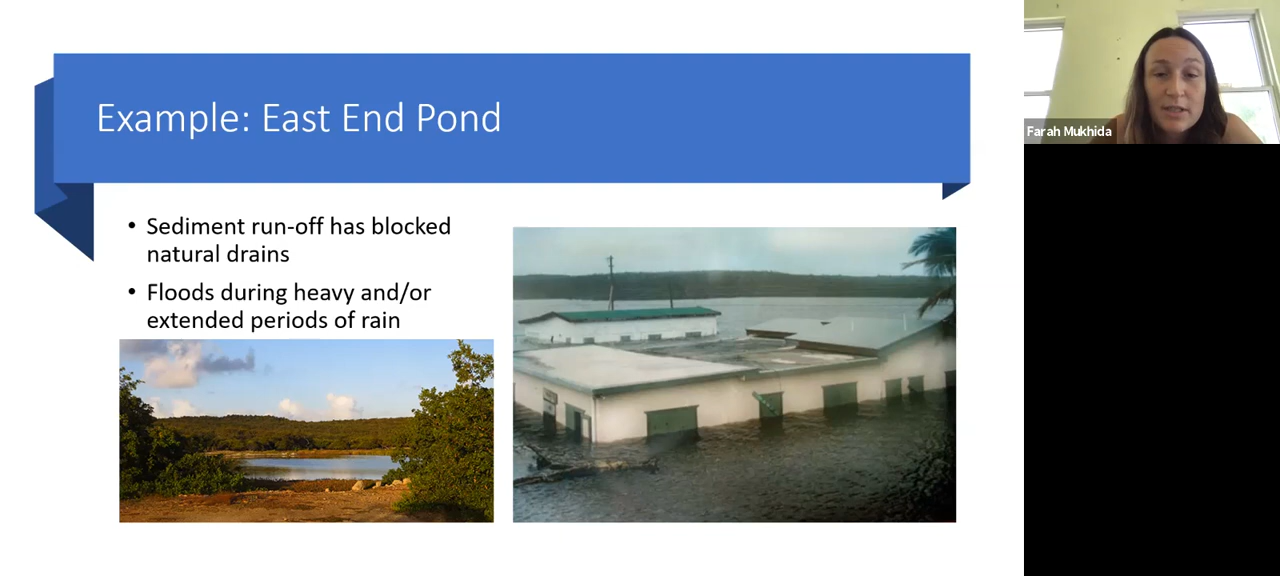 Example: East End Pond
Farah Mukhida
• Sediment run-off has blocked
natural drains
• Floods during heavy and/or
extended periods of rain